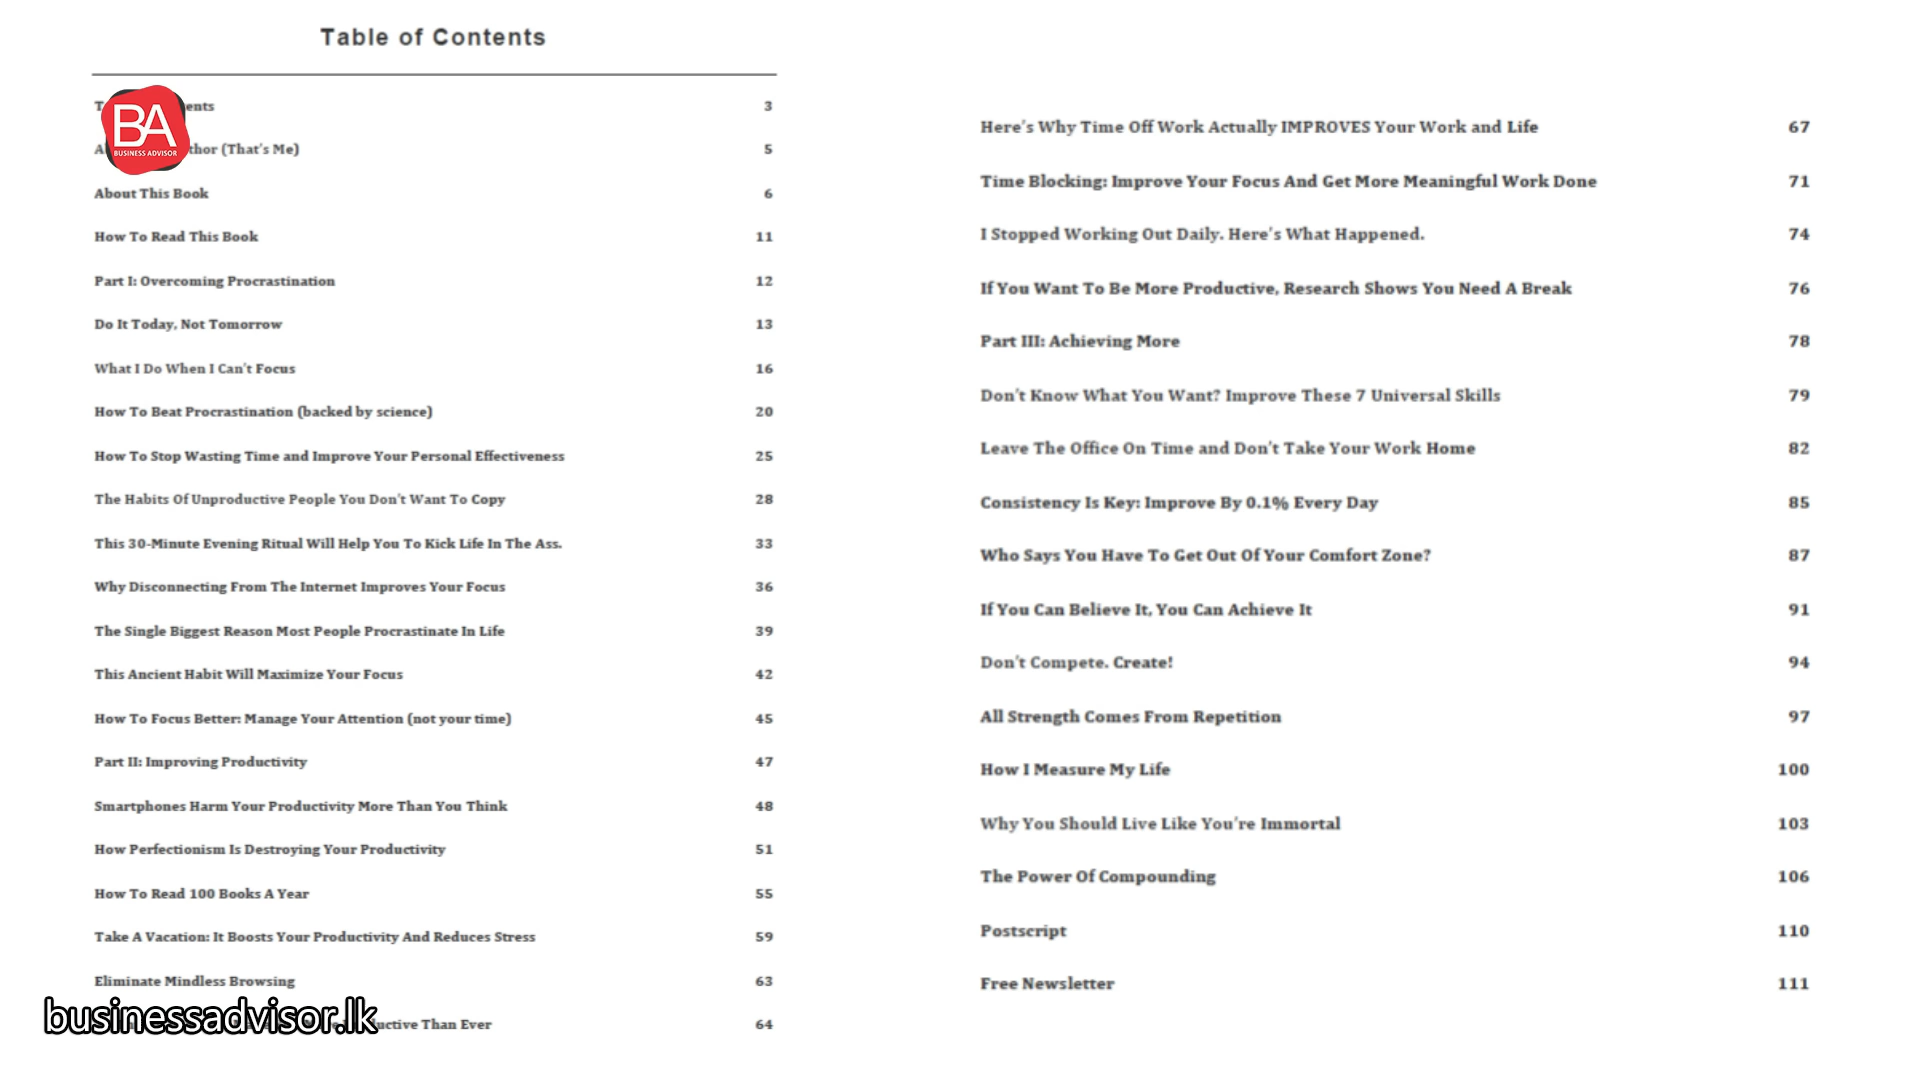 Table of Contents
BA
BUSINESS ADVISOR
ents 3
thor (That's Me) 5
About This Book 6
How To Read This Book 11
Part I: Overcoming Procrastination 12
Do It Today, Not Tomorrow 13
What I Do When I Can't Focus 16
How To Beat Procrastination (backed by science) 20
How To Stop Wasting Time and Improve Your Personal Effectiveness 25
The Habits Of Unproductive People You Don't Want To Copy 28
This 30-Minute Evening Ritual Will Help You To Kick Life In The Ass. 33
Why Disconnecting From The Internet Improves Your Focus 36
The Single Biggest Reason Most People Procrastinate In Life 39
This Ancient Habit Will Maximize Your Focus 42
How To Focus Better: Manage Your Attention (not your time) 45
Part II: Improving Productivity 47
Smartphones Harm Your Productivity More Than You Think 48
How Perfectionism Is Destroying Your Productivity 51
How To Read 100 Books A Year 55
Take A Vacation: It Boosts Your Productivity And Reduces Stress 59
Eliminate Mindless Browsing 63
Than Ever 64
businessadvisor.lk
Here's Why Time Off Work Actually IMPROVES Your Work and Life 67
Time Blocking: Improve Your Focus And Get More Meaningful Work Done 71
I Stopped Working Out Daily. Here's What Happened. 74
If You Want To Be More Productive, Research Shows You Need A Break 76
Part III: Achieving More 78
Don't Know What You Want? Improve These 7 Universal Skills 79
Leave The Office On Time and Don't Take Your Work Home 82
Consistency Is Key: Improve By 0.1% Every Day 85
Who Says You Have To Get Out Of Your Comfort Zone? 87
If You Can Believe It, You Can Achieve It 91
Don't Compete. Create! 94
All Strength Comes From Repetition 97
How I Measure My Life 100
Why You Should Live Like You're Immortal 103
The Power Of Compounding 106
Postscript 110
Free Newsletter 111